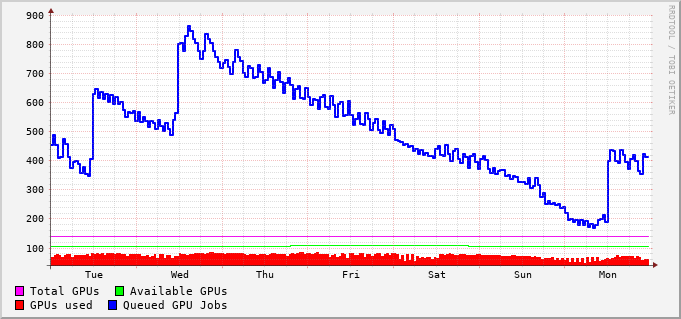 900
800
700
600
500
400
300
200
100
Tue Wed Thu Fri Sat Sun Mon
Total GPUs Available GPUs
GPUs used Queued GPU Jobs
RRDTOOL / TOBI OETIKER